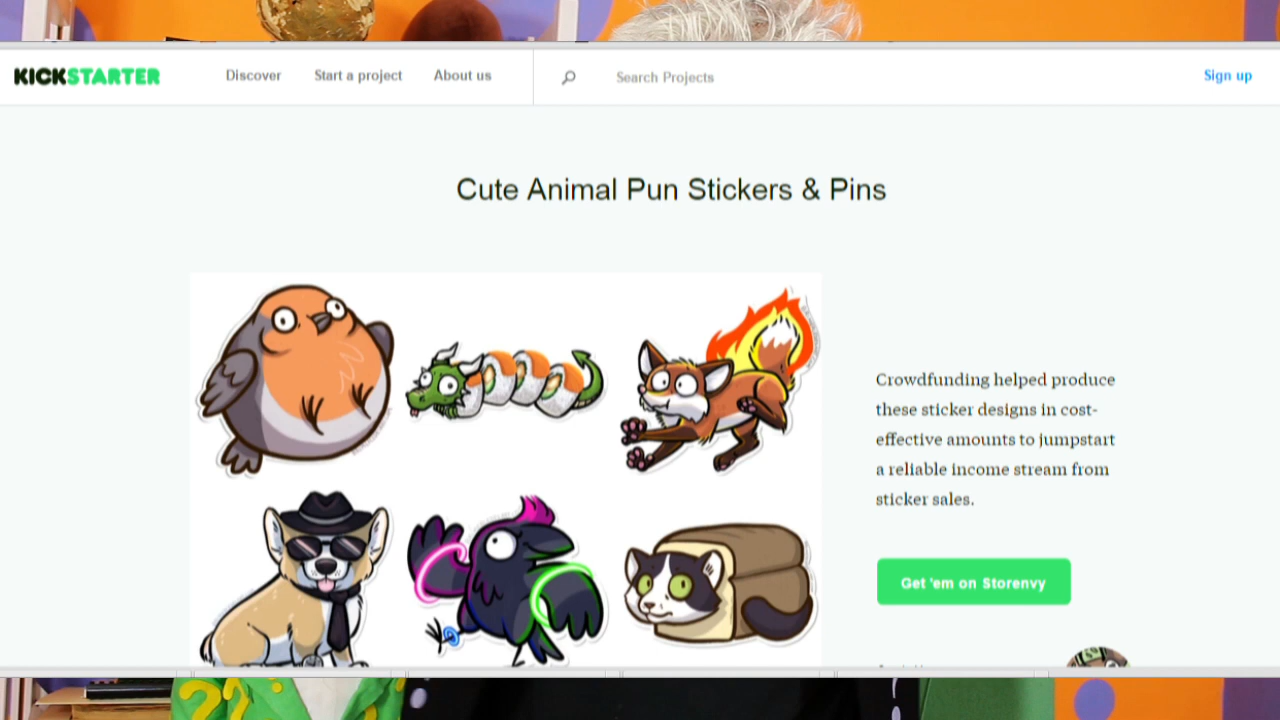 KICKSTARTER Discover Start a project About us Search Projects Sign up
Cute Animal Pun Stickers & Pins
Crowdfunding helped produce
these sticker designs in cost-
effective amounts to jumpstart
a reliable income stream from
sticker sales.
Get 'em on Storenvy